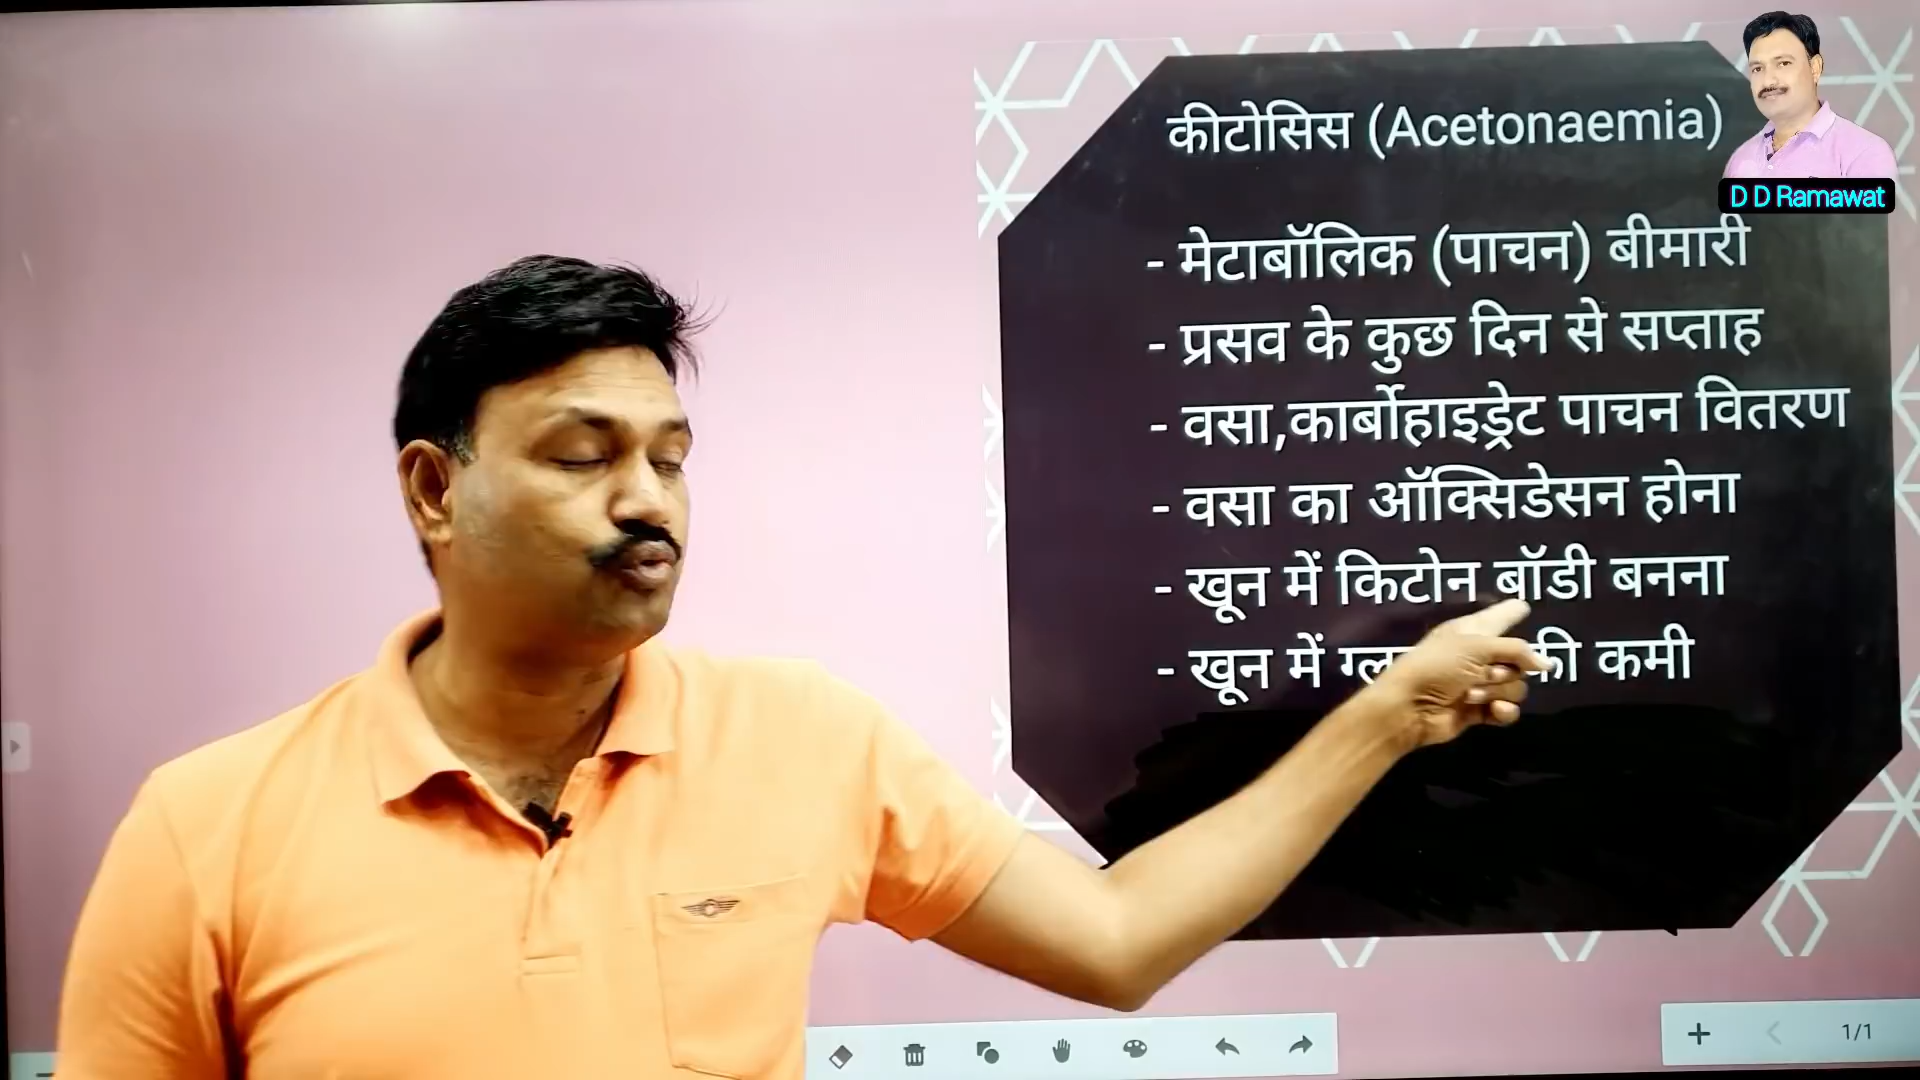 कीटोसिस (Acetonaemia)
D D Ramawat
- मेटाबॉलिक (पाचन) बीमारी
- प्रसव के कुछ दिन से सप्ताह
- वसा,कार्बोहाइड्रेट पाचन वितरण
- वसा का ऑक्सिडेसन होना
- खून में किटोन बॉडी बनना
- खून में की कमी
1/1